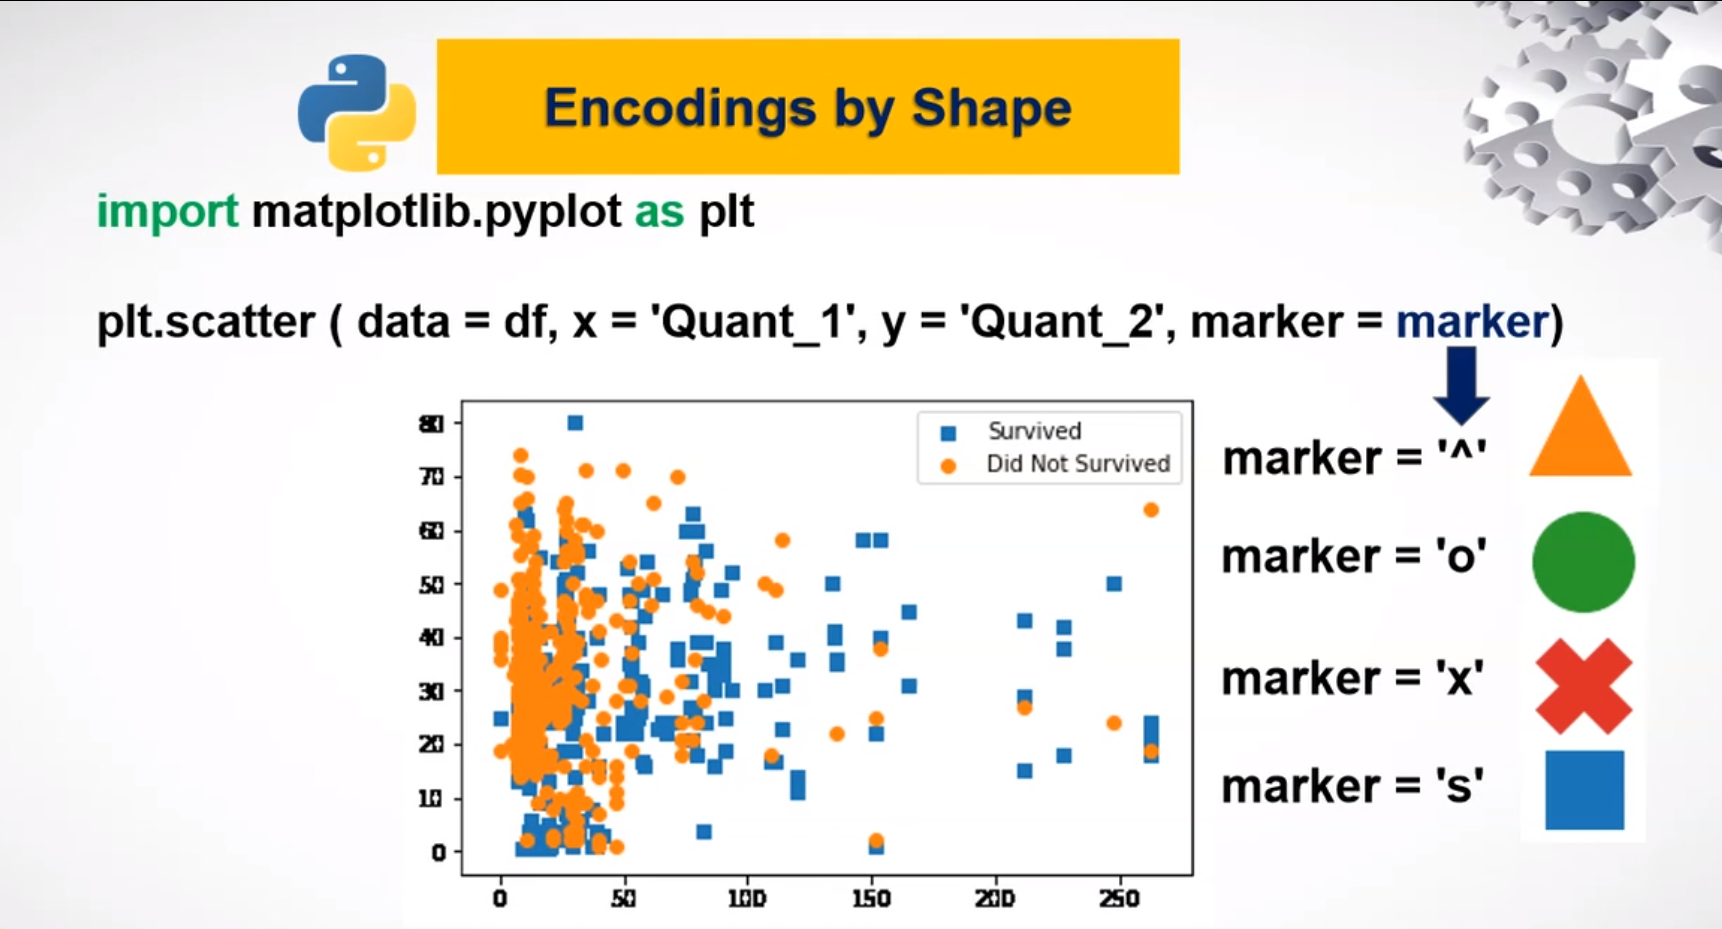 Encodings by Shape
import matplotlib.pyplot as plt
plt.scatter ( data = df, x = 'Quant_1', y = 'Quant_2', marker = marker)
marker = '^'
marker = 'o'
marker = 'x'
marker = 's'
Survived
Did Not Survived
80
70
60
50
40
30
20
10
0
0 50 100 150 200 250